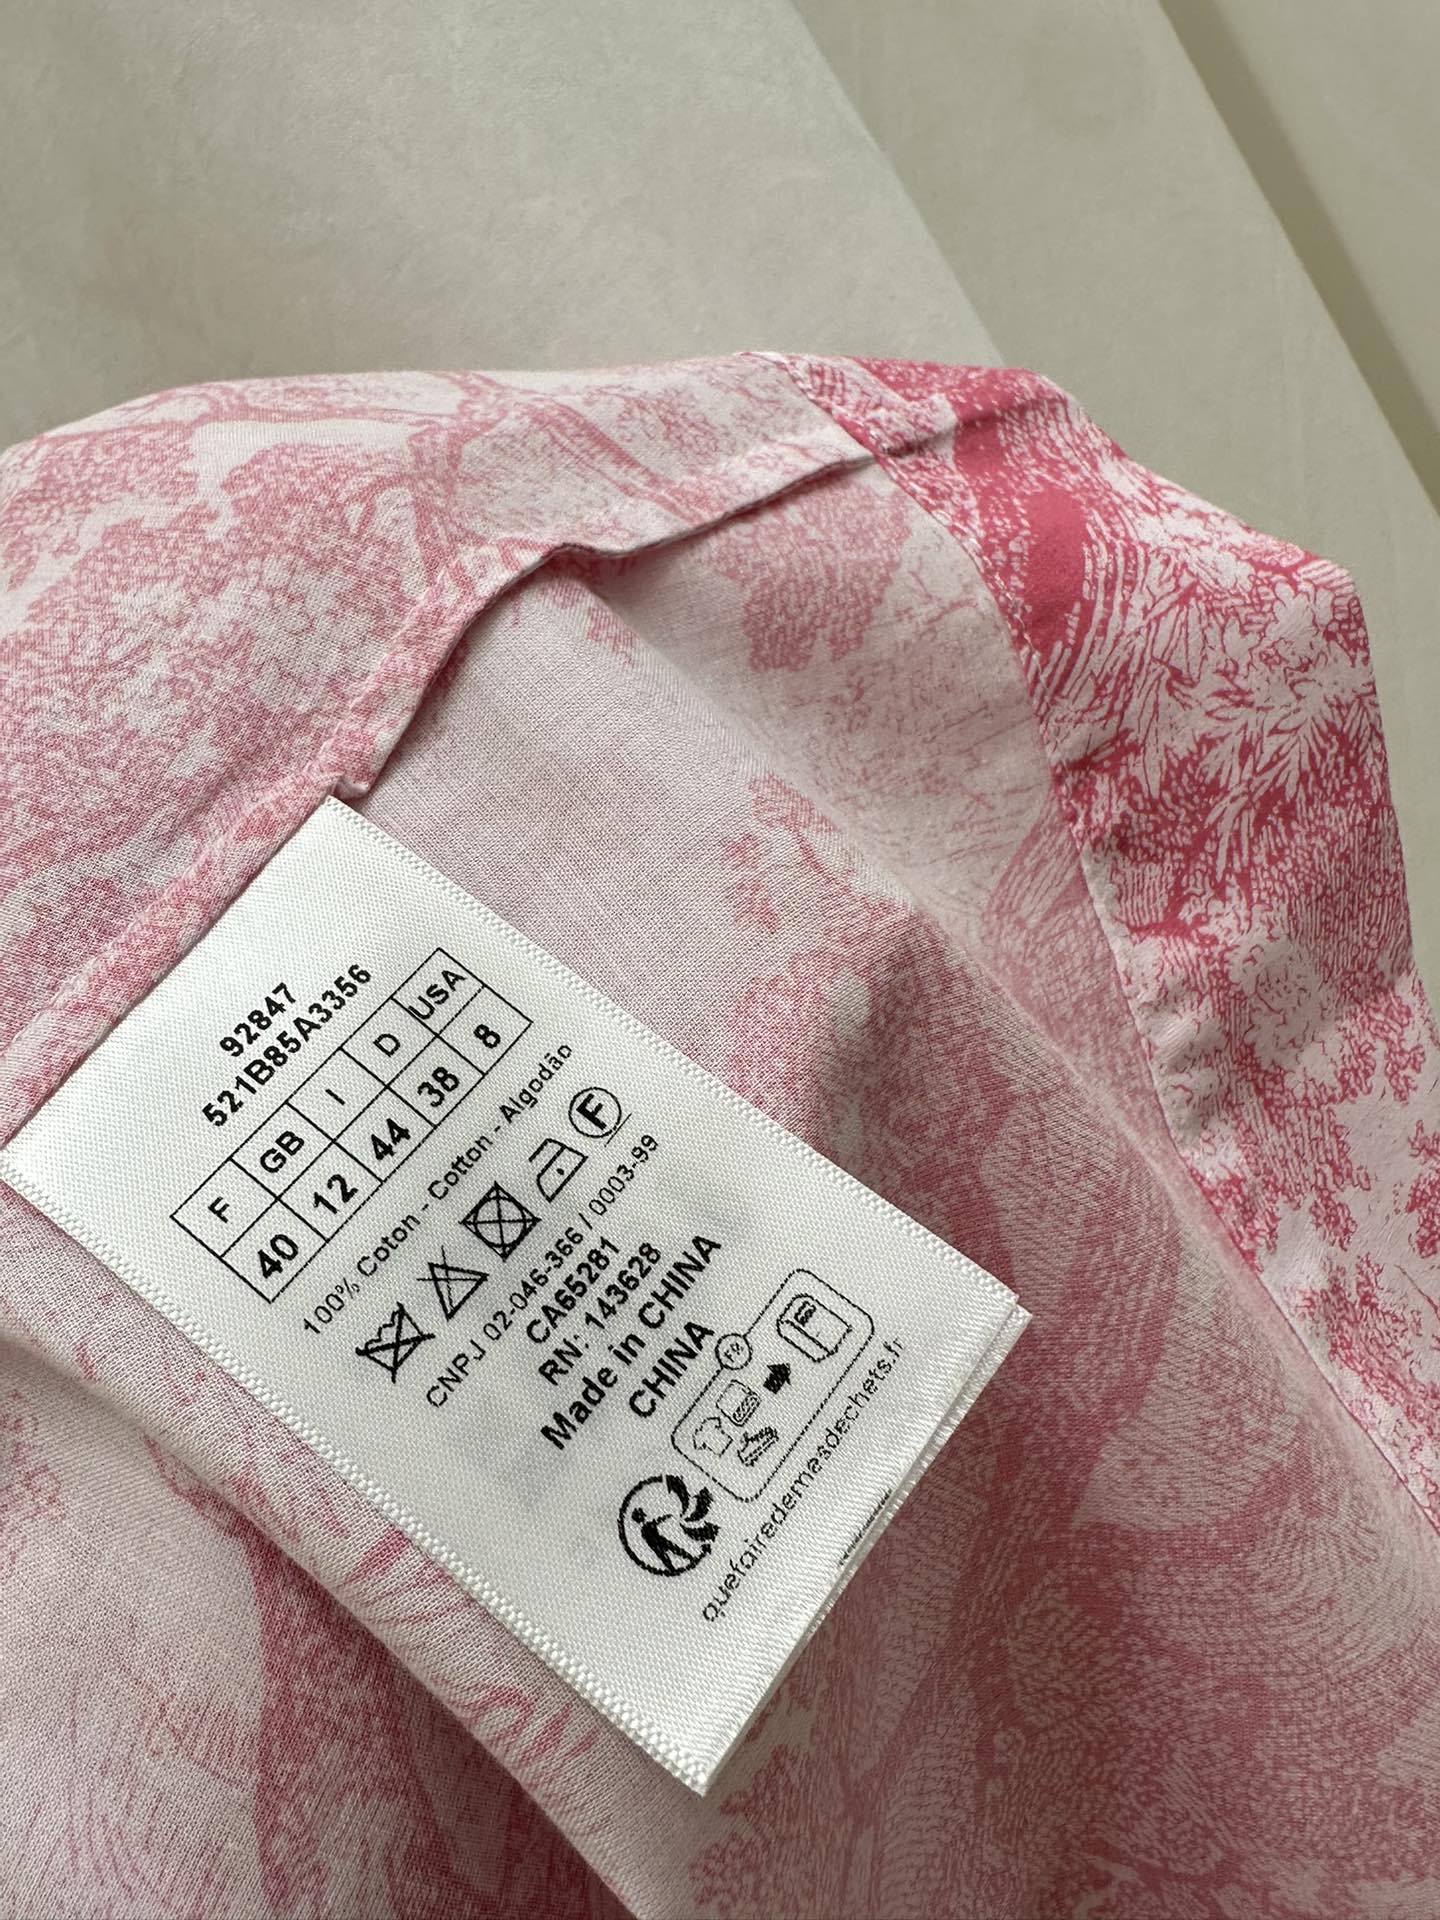 92847
521B85A3356
F GB I D USA
40 12 44 38 8
100% Coton - Cotton - Algodão
F
CNPJ 02-046-366 / 0003-99
CA65281
RN: 143628
Made in CHINA
CHINA
FR
quefairedemesdechets.fr